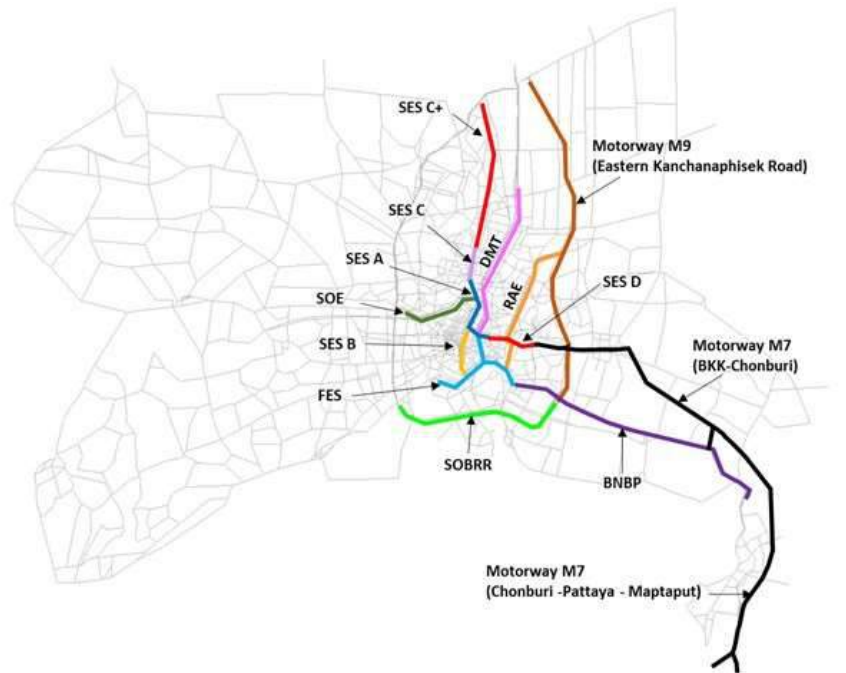 SES C+
Motorway M9
(Eastern Kanchanaphisek Road)
SES C
DMT
SES A
RAE
SES D
SOE
SES B
Motorway M7
(BKK-Chonburi)
FES
SOBRR
BNBP
Motorway M7
(Chonburi -Pattaya - Maptaput)